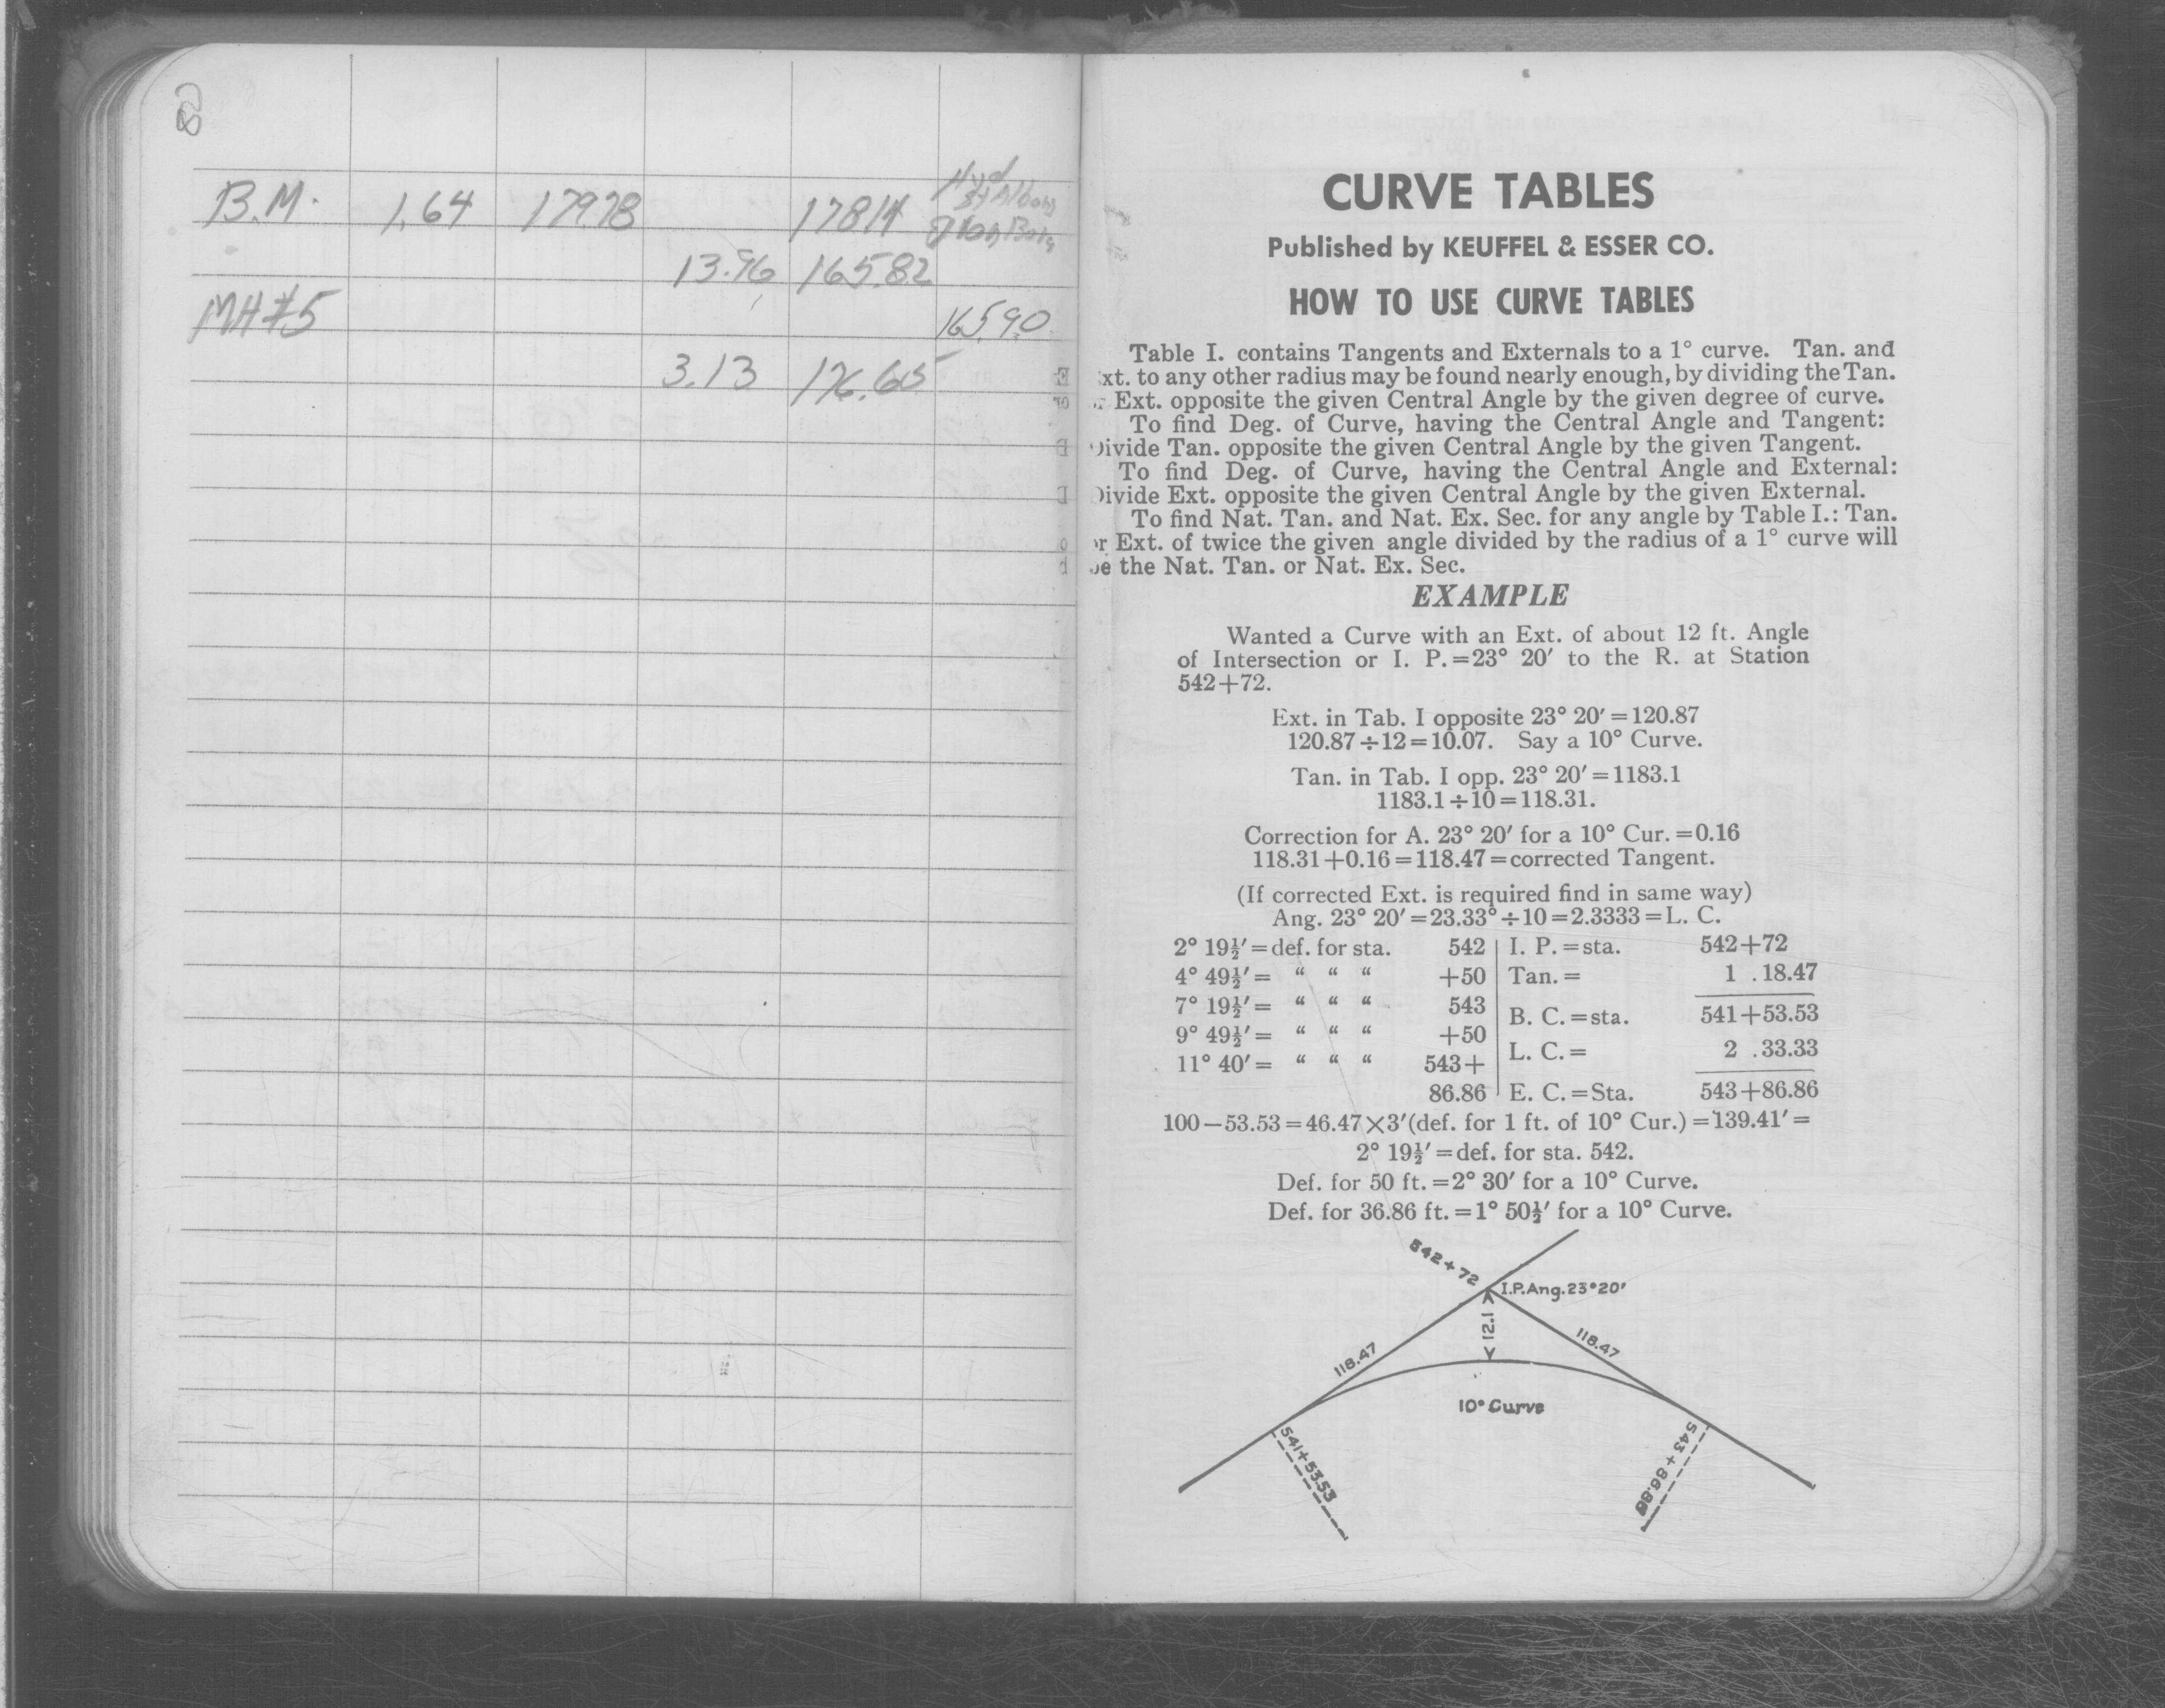 B.M. 1.64 179.78 178.14 Hyd
St Albans
13.96 165.82
MH #5 165.90
3.13 176.65
CURVE TABLES
Published by KEUFFEL & ESSER CO.
HOW TO USE CURVE TABLES
Table I. contains Tangents and Externals to a 1° curve. Tan. and
xt. to any other radius may be found nearly enough, by dividing the Tan.
Ext. opposite the given Central Angle by the given degree of curve.
To find Deg. of Curve, having the Central Angle and Tangent:
Divide Tan. opposite the given Central Angle by the given Tangent.
To find Deg. of Curve, having the Central Angle and External:
Divide Ext. opposite the given Central Angle by the given External.
To find Nat. Tan. and Nat. Ex. Sec. for any angle by Table I.: Tan.
or Ext. of twice the given angle divided by the radius of a 1° curve will
be the Nat. Tan. or Nat. Ex. Sec.
EXAMPLE
Wanted a Curve with an Ext. of about 12 ft. Angle
of Intersection or I. P.=23° 20′ to the R. at Station
542+72.
Ext. in Tab. I opposite 23° 20′=120.87
120.87÷12=10.07. Say a 10° Curve.
Tan. in Tab. I opp. 23° 20′=1183.1
1183.1÷10=118.31.
Correction for A. 23° 20′ for a 10° Cur.=0.16
118.31+0.16=118.47=corrected Tangent.
(If corrected Ext. is required find in same way)
Ang. 23° 20′=23.33°÷10=2.3333=L. C.
2° 19½′=def. for sta. 542 I. P.=sta. 542+72
4° 49½′= “ “ “ +50 Tan.= 1 .18.47
7° 19½′= “ “ “ 543 B. C.=sta. 541+53.53
9° 49½′= “ “ “ +50 L. C.= 2 .33.33
11° 40′= “ “ “ 543+
86.86 E. C.=Sta. 543+86.86
100−53.53=46.47×3′(def. for 1 ft. of 10° Cur.)=139.41′=
2° 19½′=def. for sta. 542.
Def. for 50 ft.=2° 30′ for a 10° Curve.
Def. for 36.86 ft.=1° 50½′ for a 10° Curve.
542+72
I.P.Ang.23°20′
12.1
118.47
118.47
10° Curve
541+53.53
543+86.86